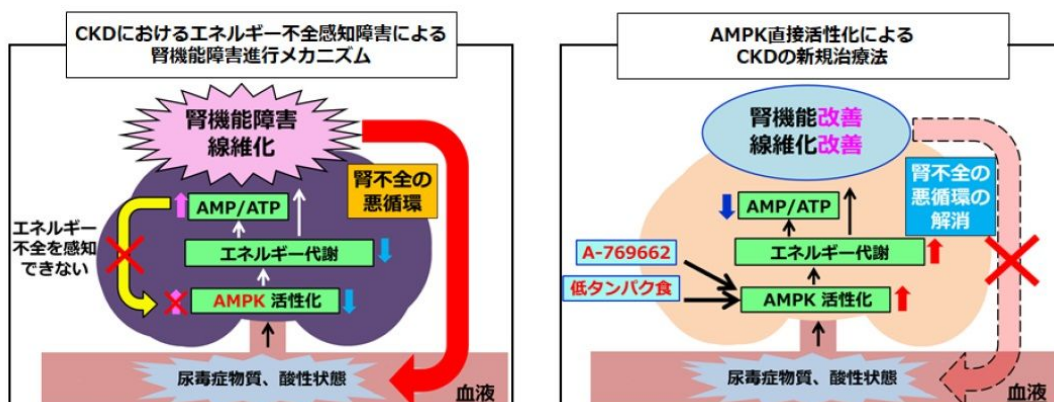 CKDにおけるエネルギー不全感知障害による
腎機能障害進行メカニズム
腎機能障害
線維化
腎不全の
悪循環
AMP/ATP
エネルギー
不全を感知
できない
エネルギー代謝
AMPK 活性化
尿毒症物質、酸性状態
血液
AMPK直接活性化による
CKDの新規治療法
腎機能改善
線維化改善
腎不全の
悪循環の
解消
AMP/ATP
A-769662
エネルギー代謝
低タンパク食
AMPK 活性化
尿毒症物質、酸性状態
血液